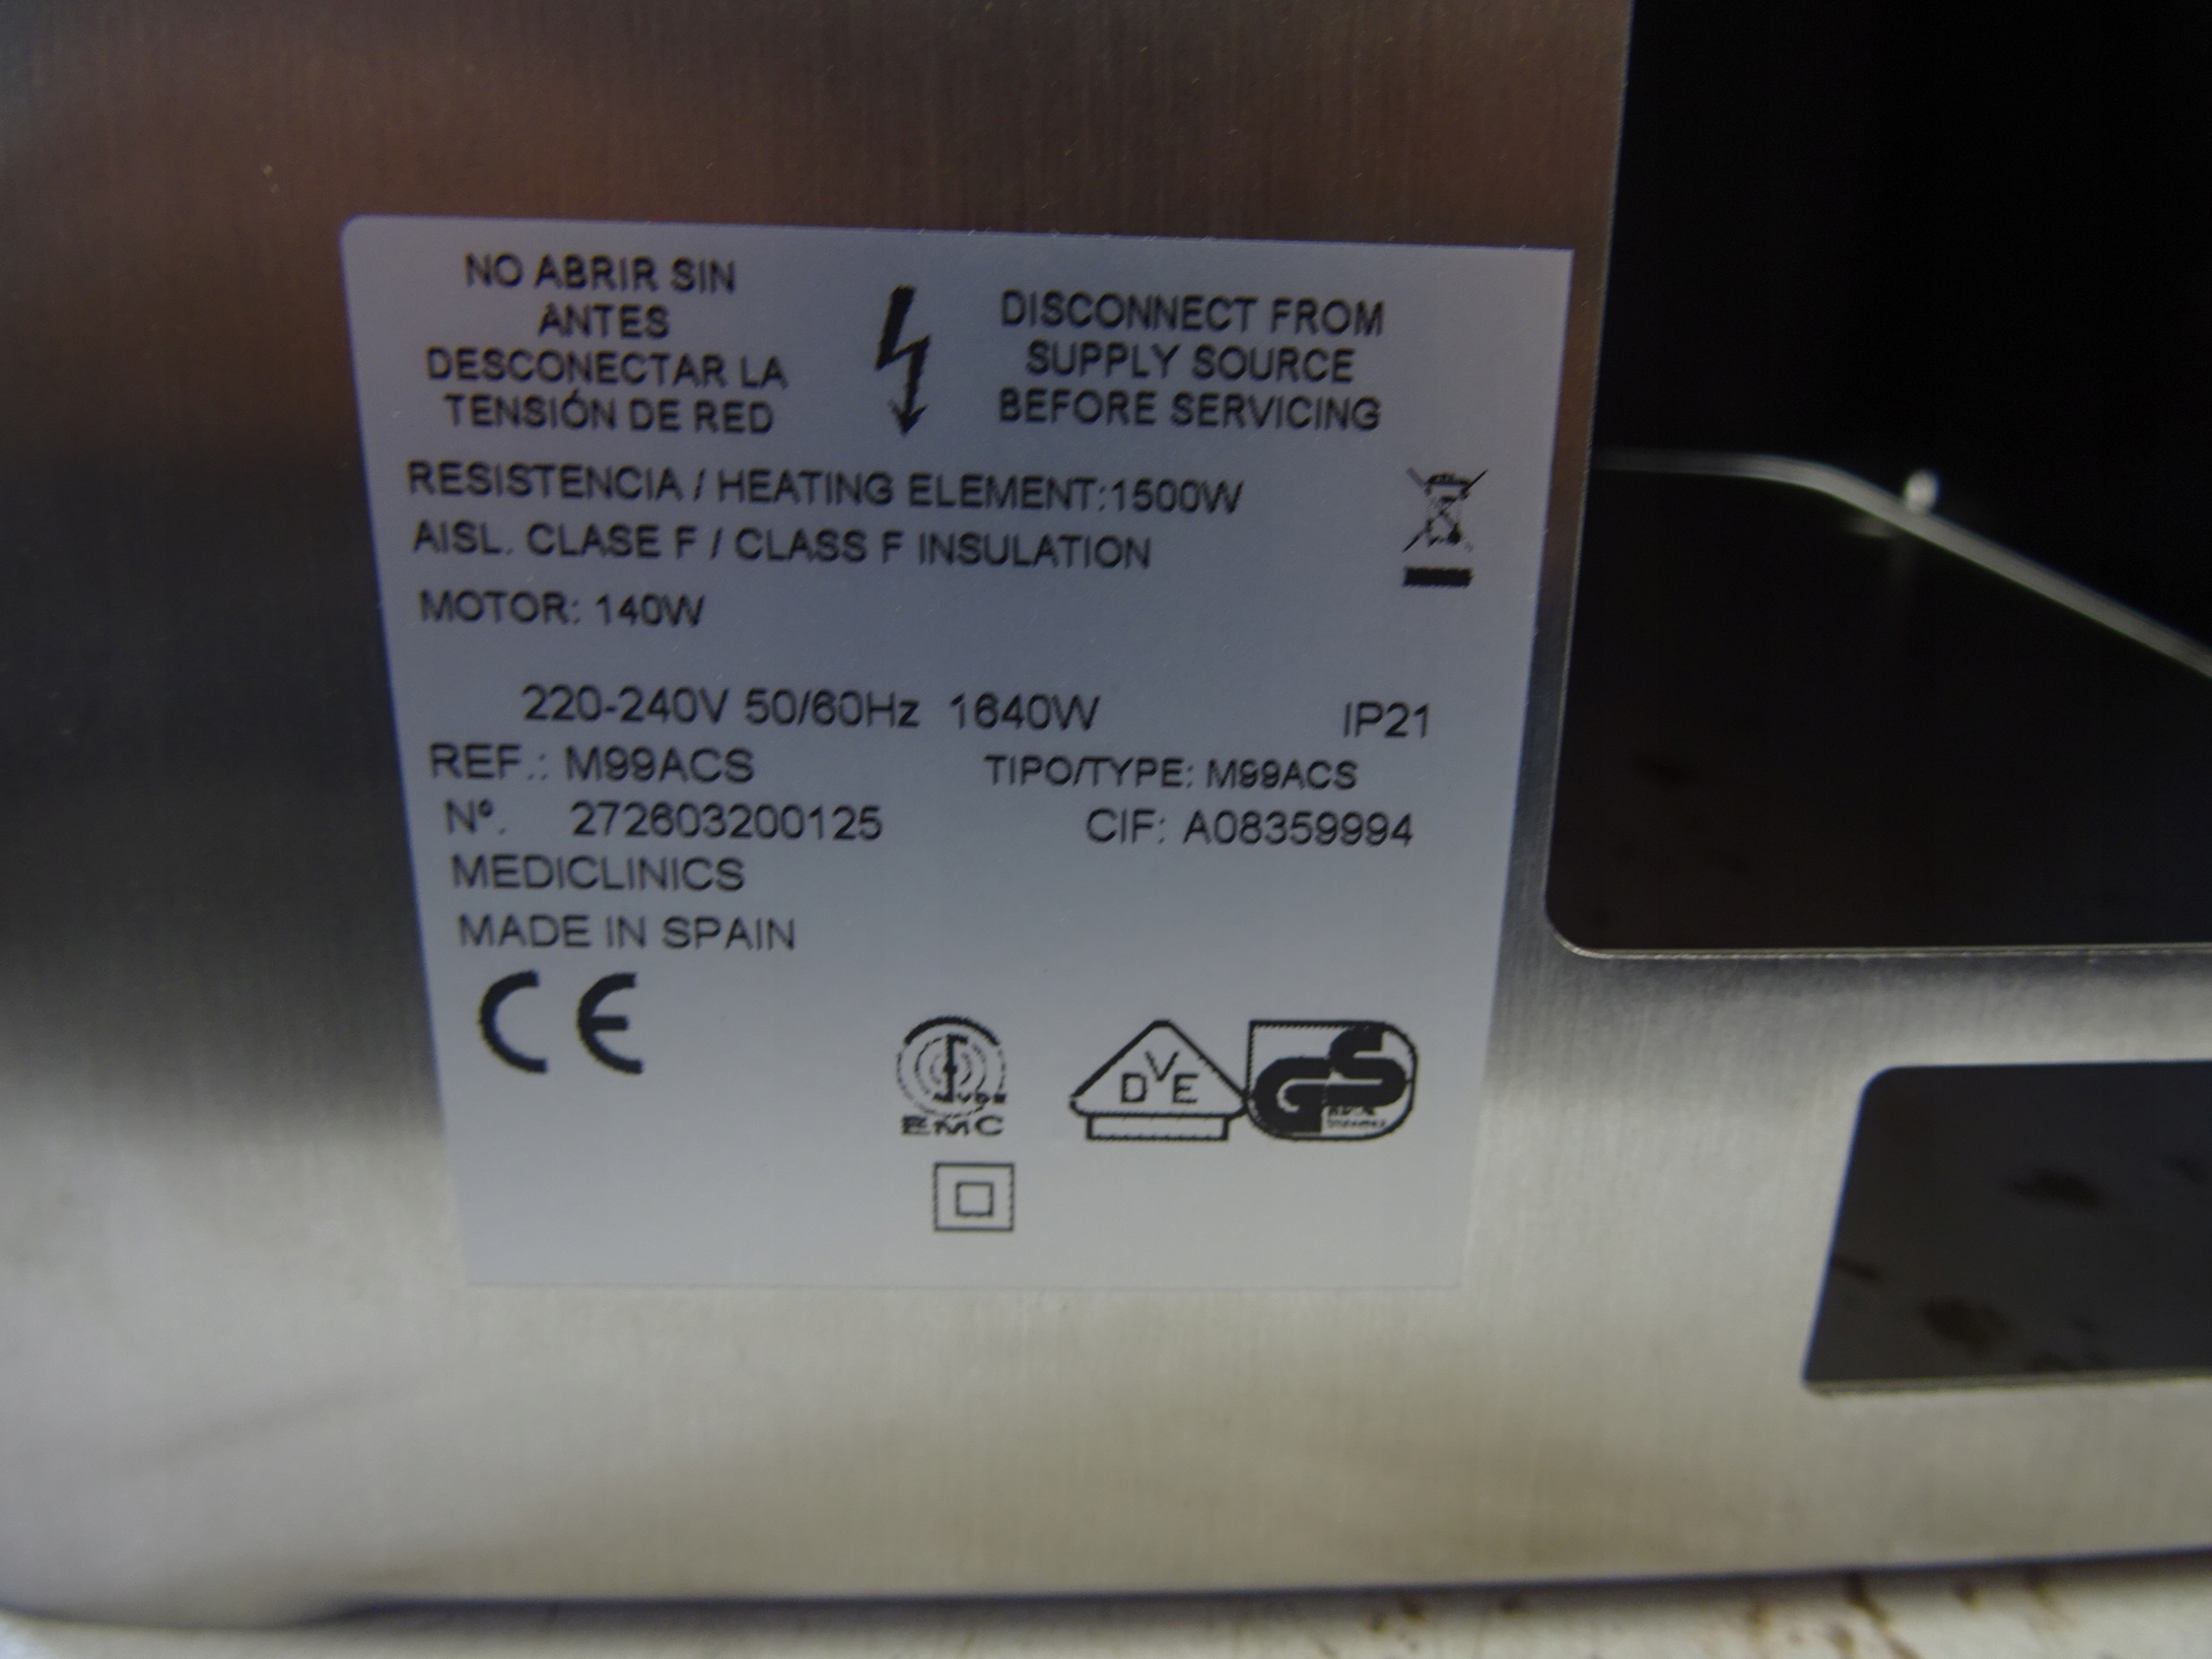 NO ABRIR SIN
ANTES
DESCONECTAR LA
TENSIÓN DE RED
DISCONNECT FROM
SUPPLY SOURCE
BEFORE SERVICING
RESISTENCIA / HEATING ELEMENT:1500W
AISL. CLASE F / CLASS F INSULATION
MOTOR: 140W
220-240V 50/60Hz 1640W IP21
REF.: M99ACS TIPO/TYPE: M99ACS
Nº. 272603200125 CIF: A08359994
MEDICLINICS
MADE IN SPAIN
CE
VDE
EMC
DVE
GS